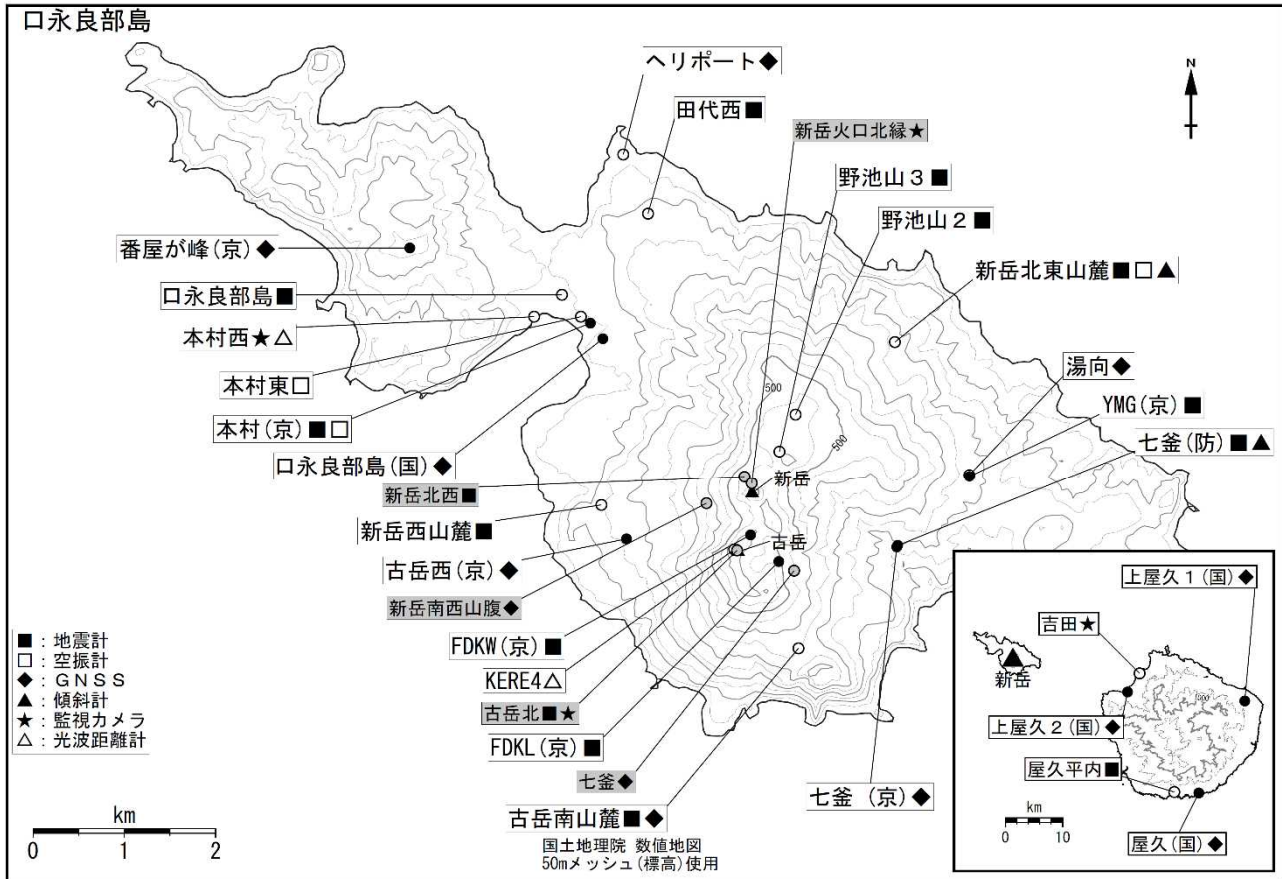 口永良部島
ヘリポート◆
田代西■
新岳火口北縁★
野池山3■
野池山2■
新岳北東山麓■□▲
番屋が峰(京)◆
口永良部島■
本村西★△
本村東□
本村(京)■□
口永良部島(国)◆
湯向◆
YMG(京)■
七釜(防)■▲
500
500
新岳
新岳北西■
新岳西山麓■
古岳
古岳西(京)◆
新岳南西山腹◆
FDKW(京)■
KERE4△
古岳北■★
FDKL(京)■
七釜◆
古岳南山麓■◆
七釜(京)◆
■:地震計
□:空振計
◆:GNSS
▲:傾斜計
★:監視カメラ
△:光波距離計
km
0 1 2
国土地理院 数値地図
50mメッシュ(標高)使用
N
上屋久1(国)◆
吉田★
新岳
上屋久2(国)◆
屋久平内■
屋久(国)◆
km
0 10